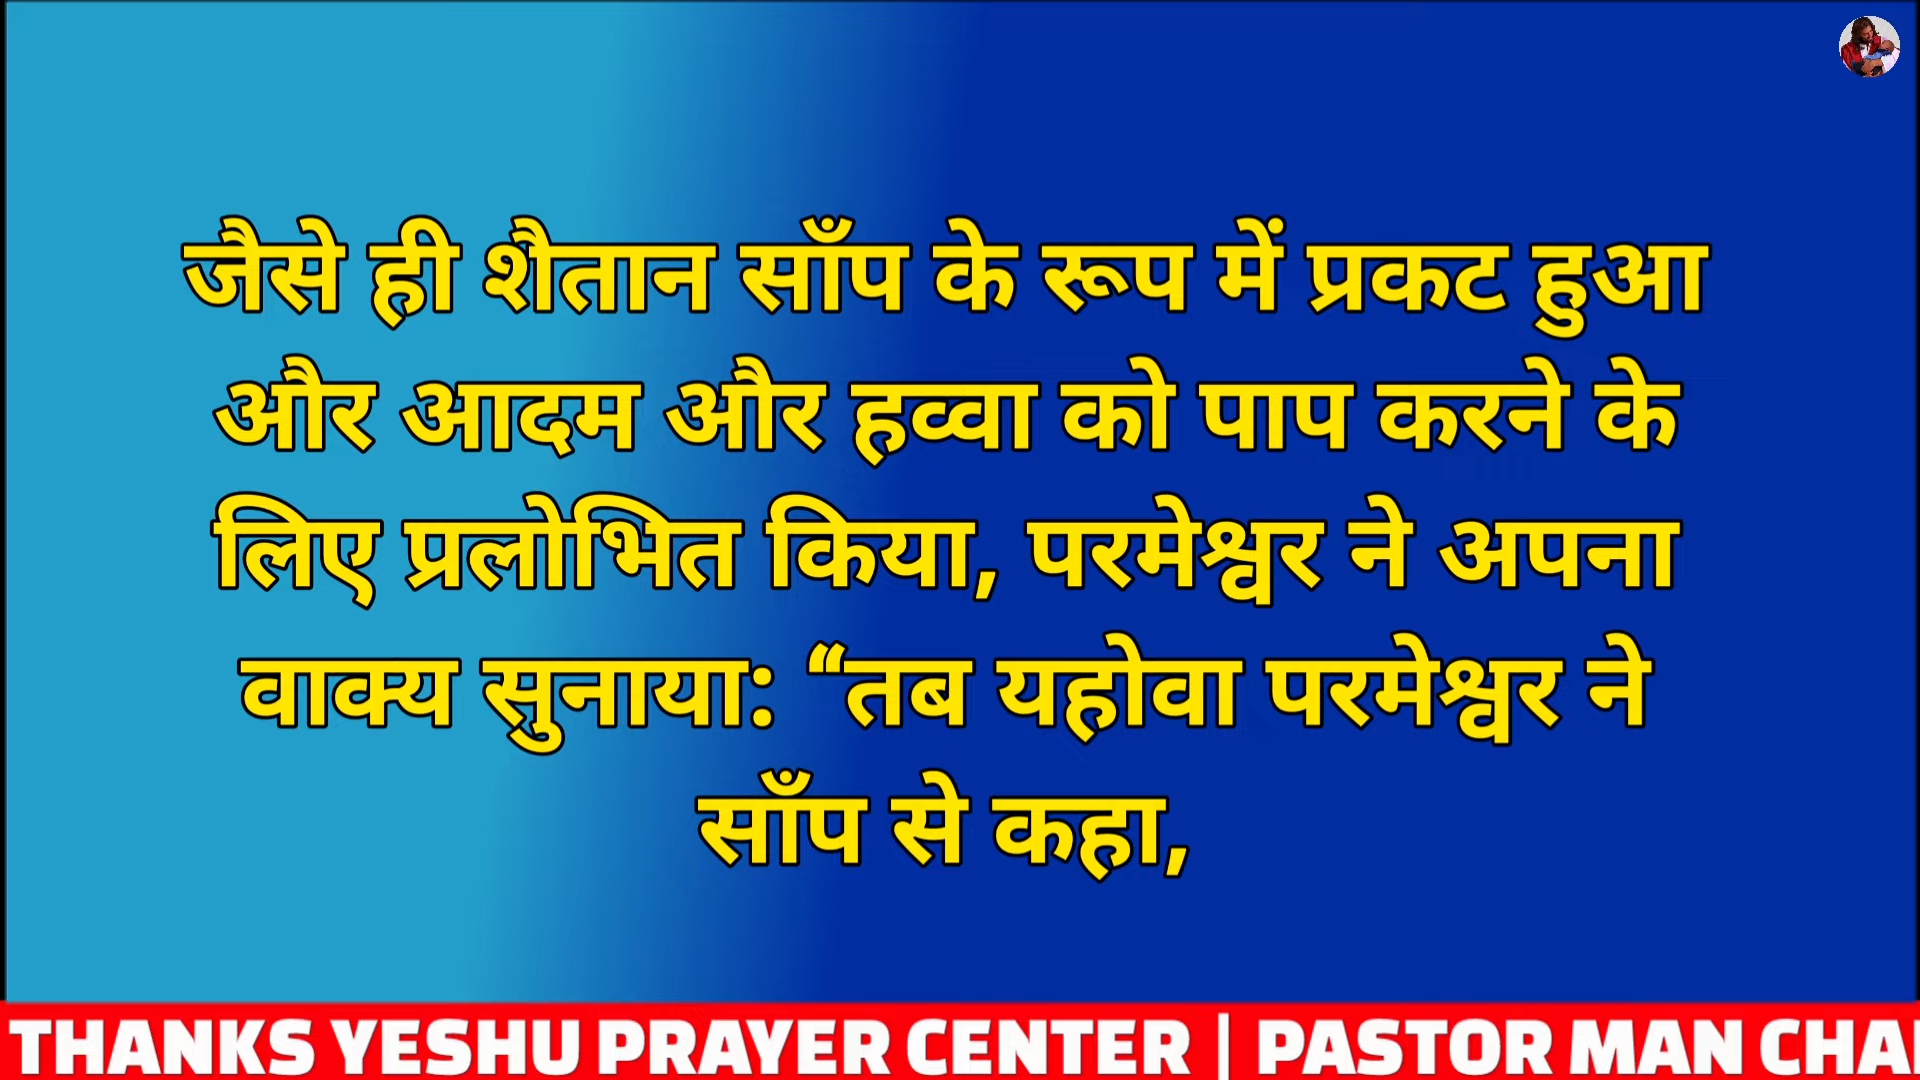 जैसे ही शैतान साँप के रूप में प्रकट हुआ
और आदम और हव्वा को पाप करने के
लिए प्रलोभित किया, परमेश्वर ने अपना
वाक्य सुनाया: “तब यहोवा परमेश्वर ने
साँप से कहा,
THANKS YESHU PRAYER CENTER | PASTOR MAN